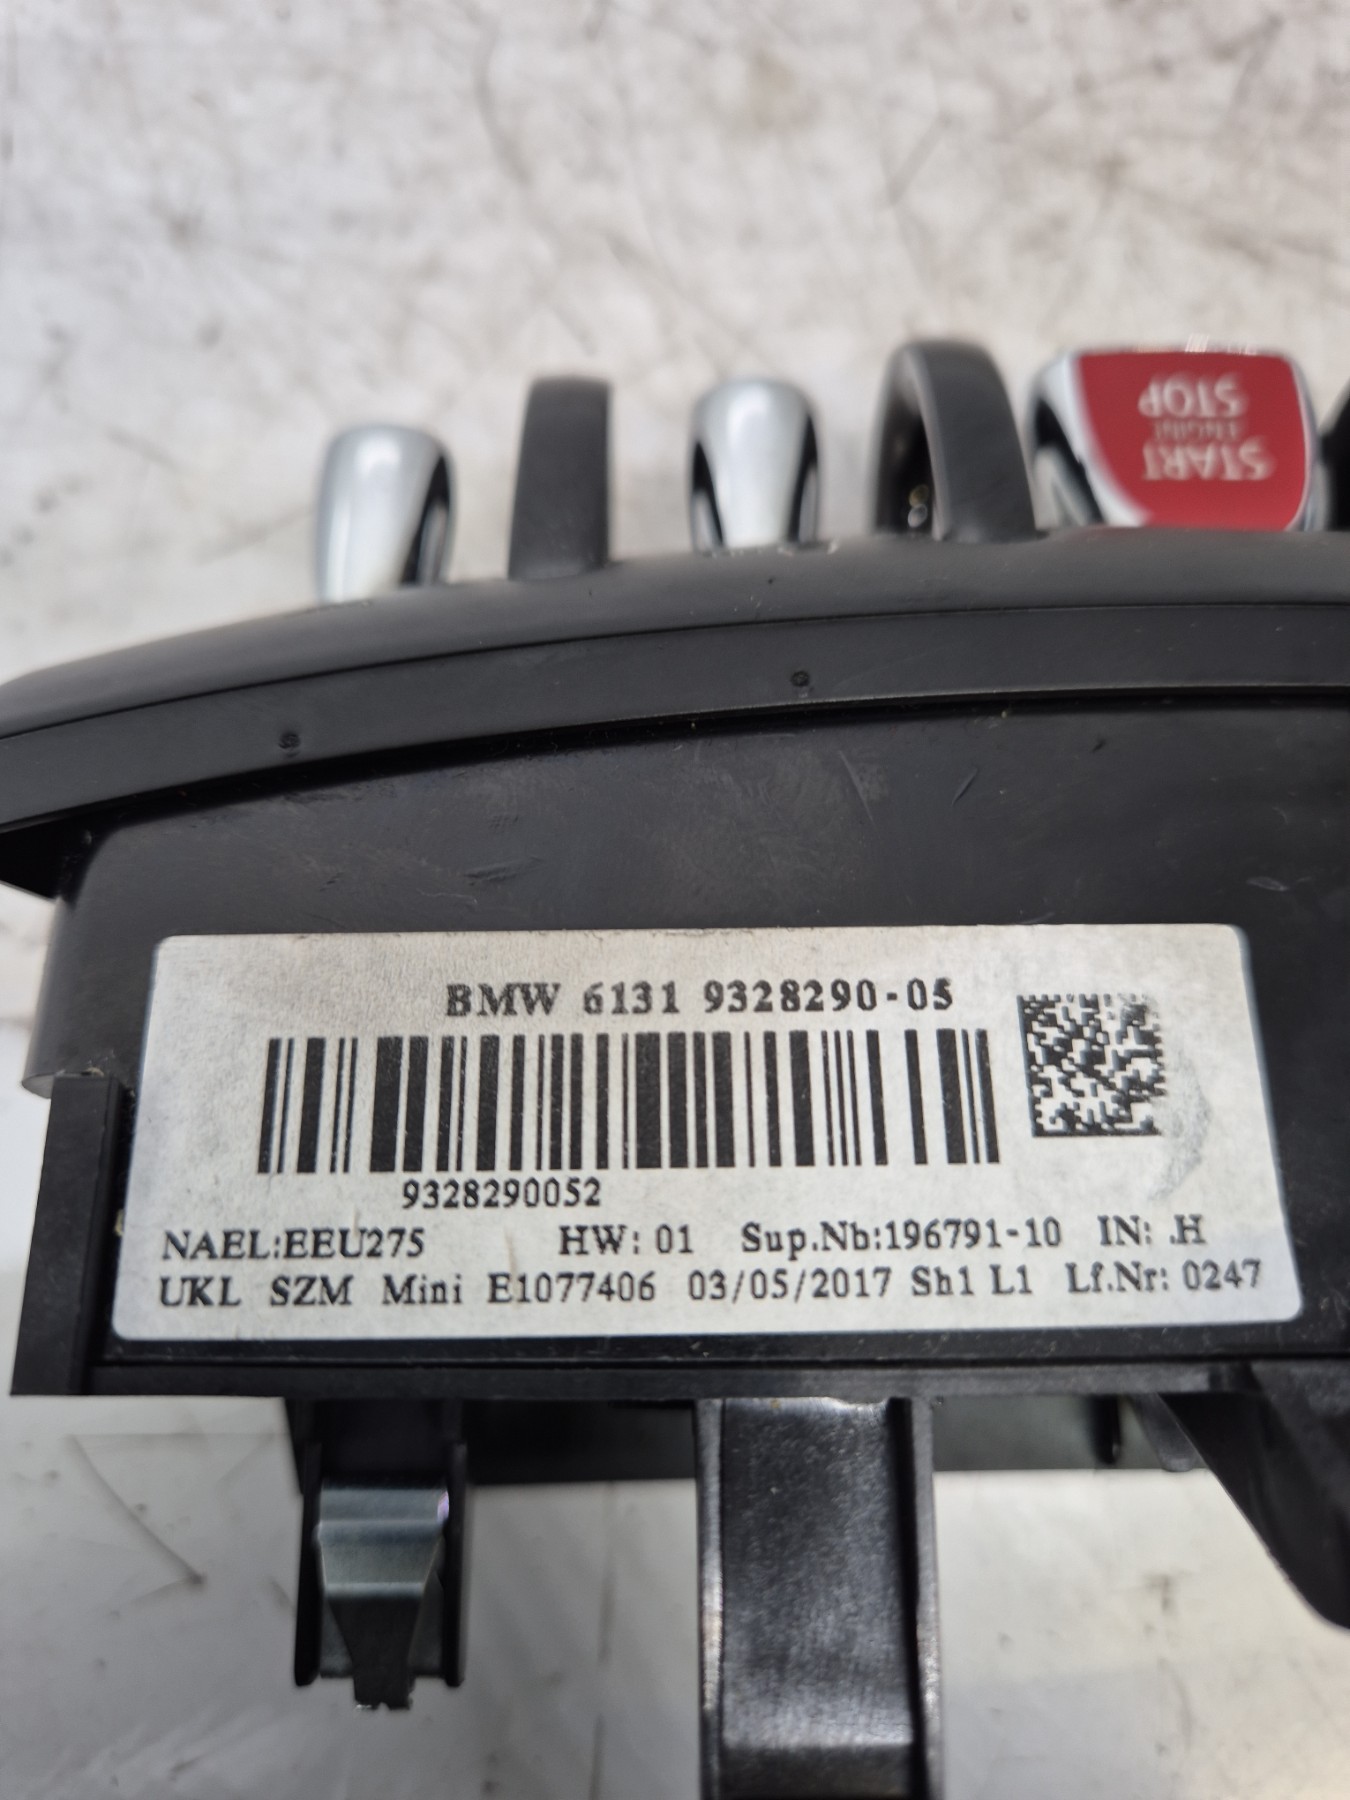 START
ENGINE
STOP
BMW 6131 9328290-05
9328290052
NAEL:EEU275 HW: 01 Sup.Nb:196791-10 IN: .H
UKL SZM Mini E1077406 03/05/2017 Sh1 L1 Lf.Nr: 0247